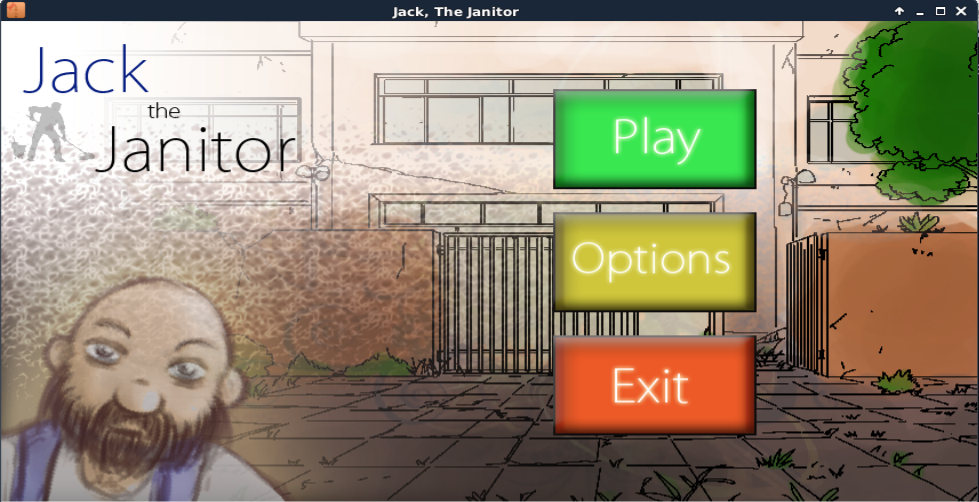 Jack, The Janitor
Jack
the
Janitor
Play
Options
Exit